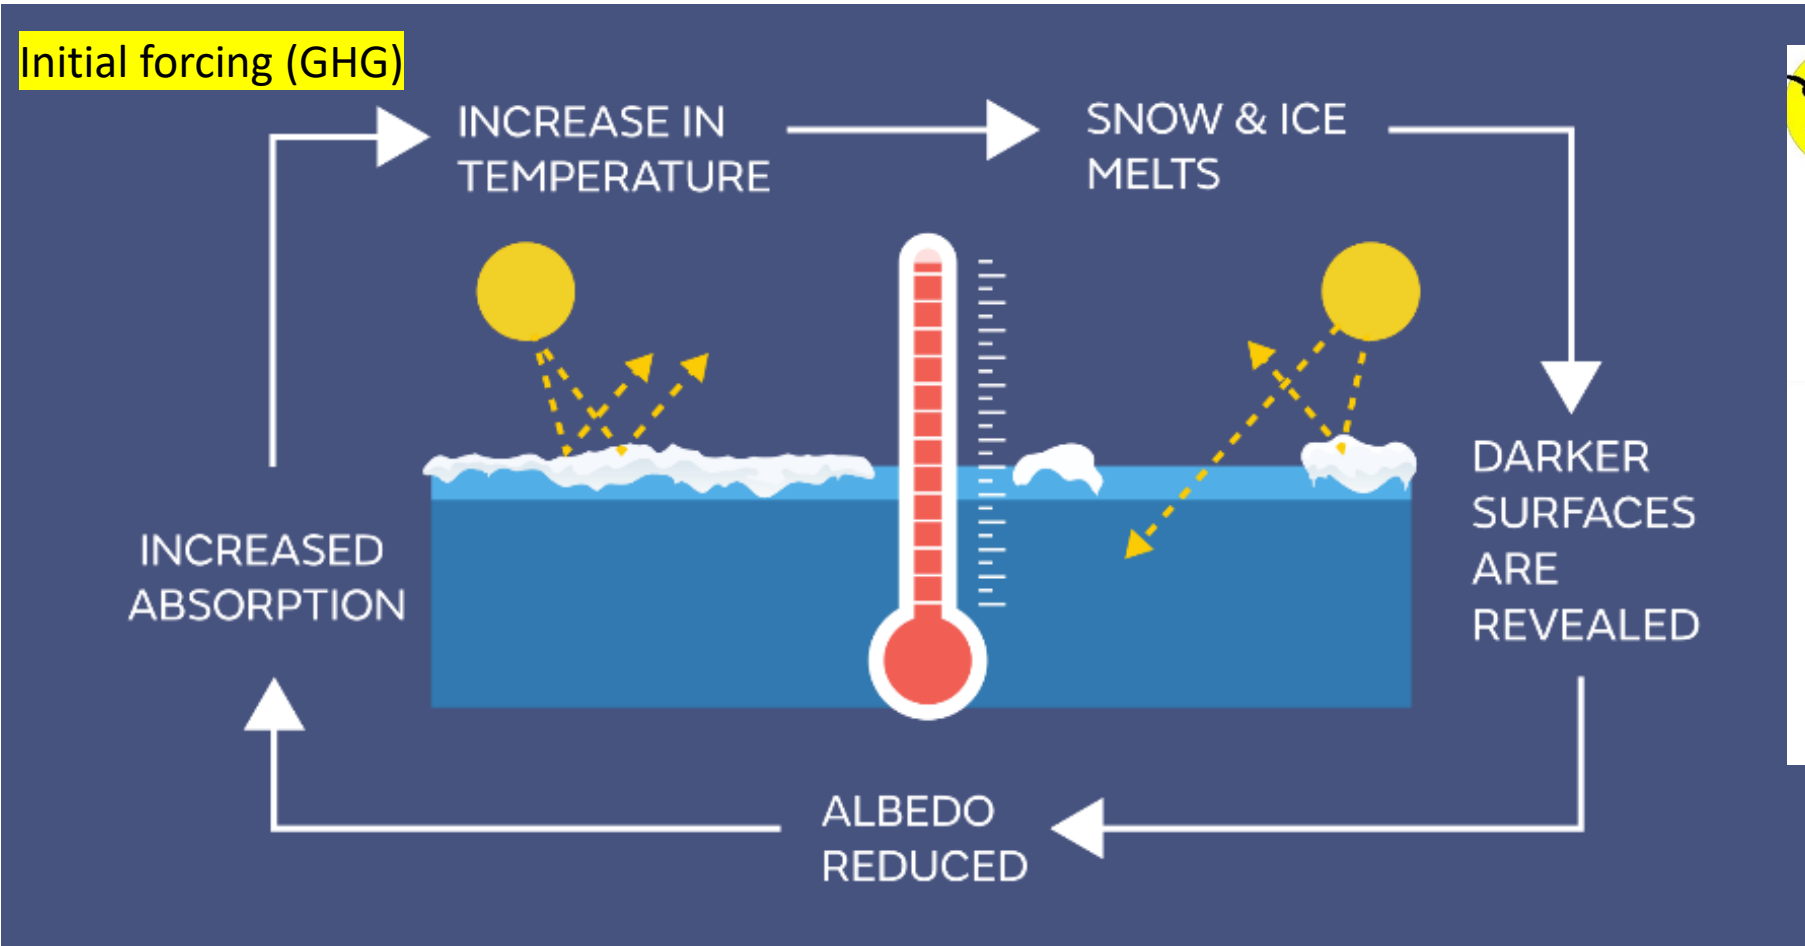 Initial forcing (GHG)
INCREASE IN
TEMPERATURE
SNOW & ICE
MELTS
DARKER
SURFACES
ARE
REVEALED
ALBEDO
REDUCED
INCREASED
ABSORPTION